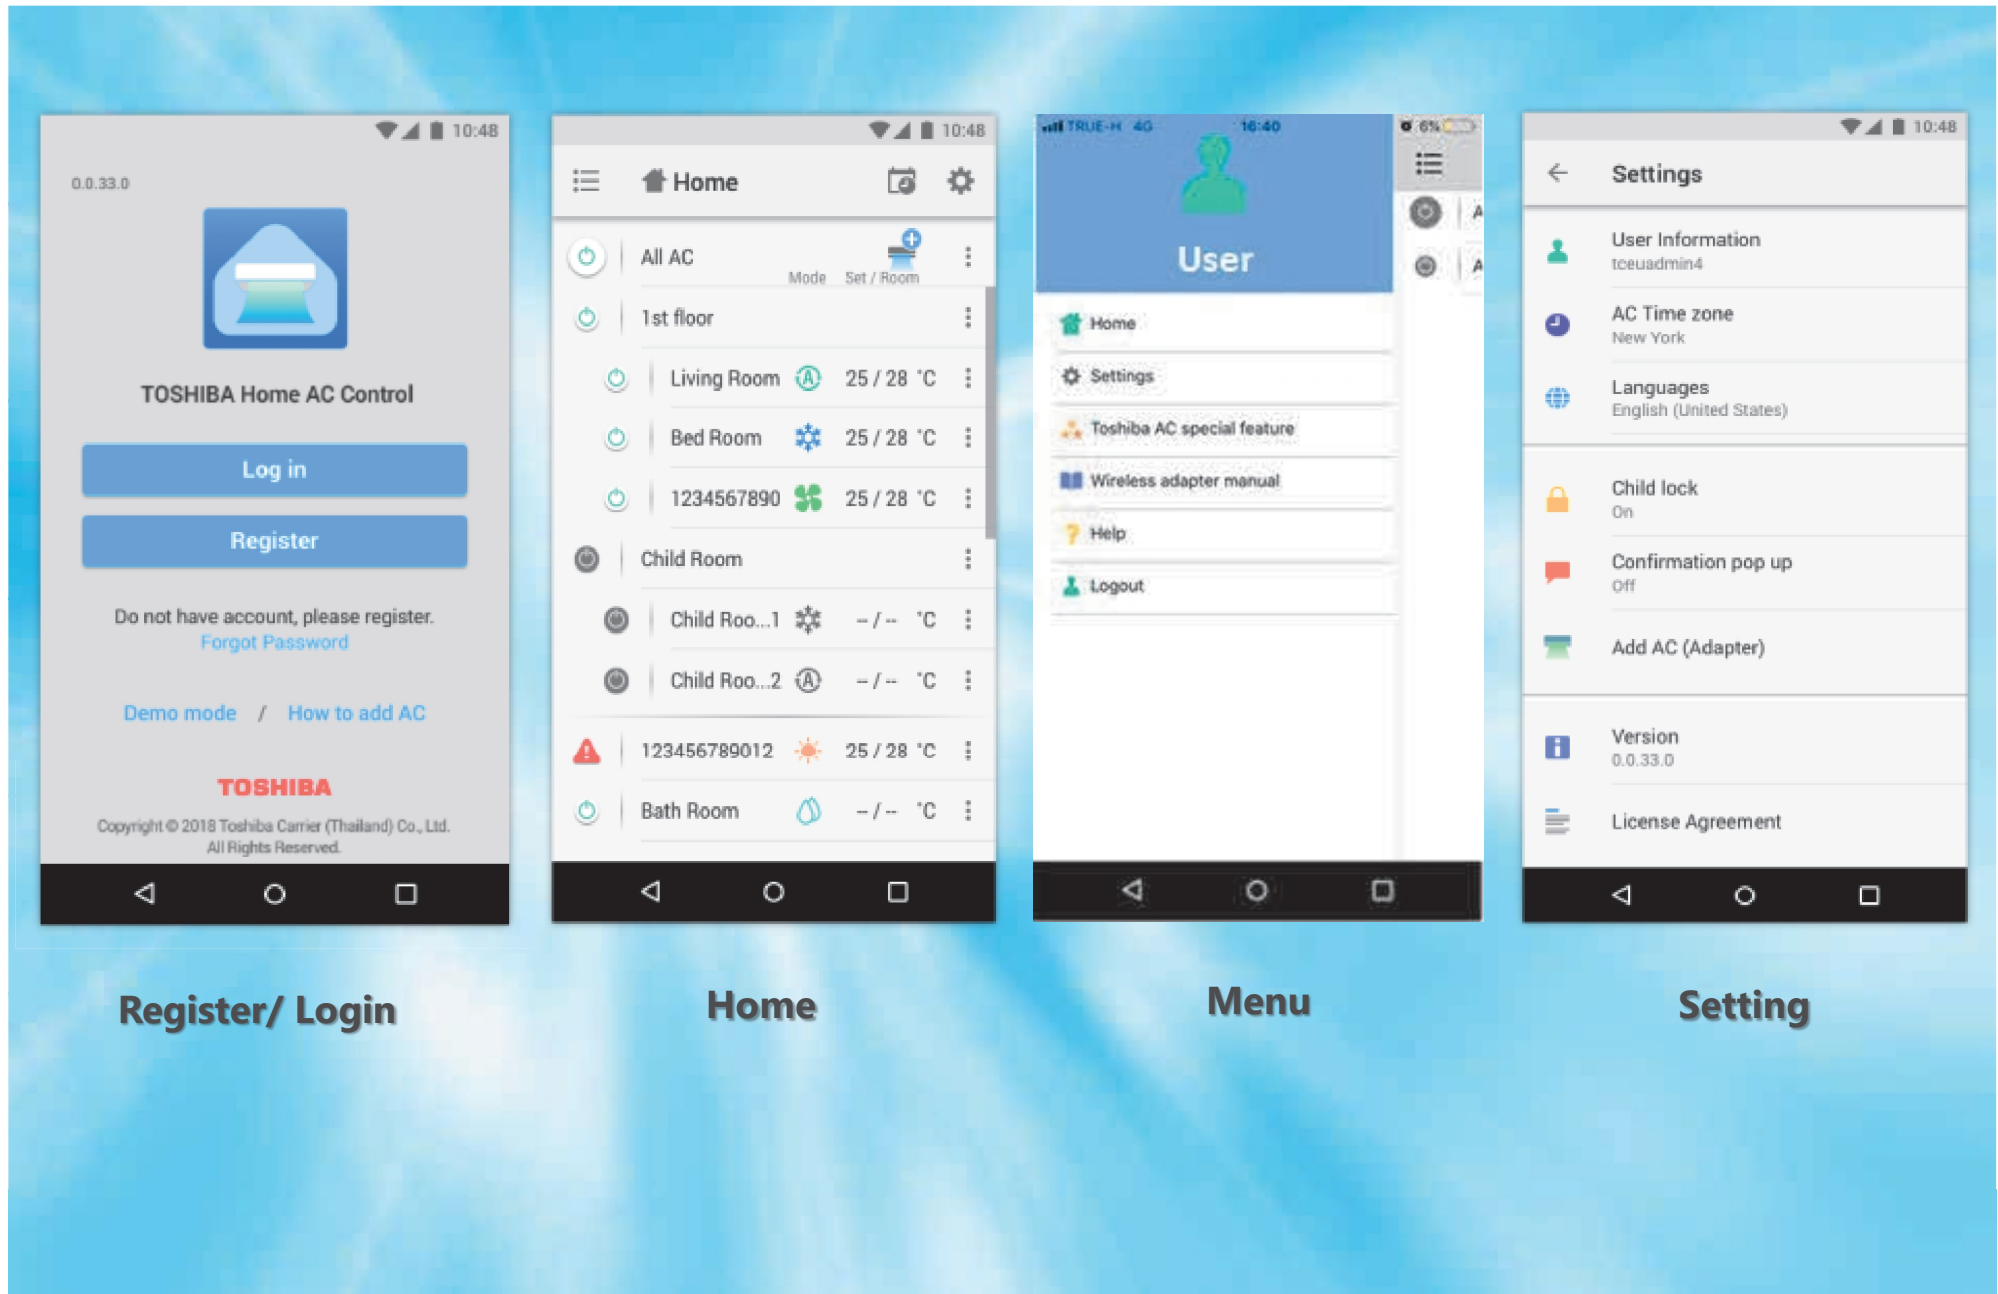 10:48
0.0.33.0
TOSHIBA Home AC Control
Log in
Register
Do not have account, please register.
Forgot Password
Demo mode / How to add AC
TOSHIBA
Copyright © 2018 Toshiba Carrier (Thailand) Co., Ltd.
All Rights Reserved.
Register/ Login
10:48
Home
All AC
Mode Set / Room
1st floor
Living Room A 25 / 28 °C
Bed Room 25 / 28 °C
1234567890 25 / 28 °C
Child Room
Child Roo...1 -- / -- °C
Child Roo...2 A -- / -- °C
123456789012 25 / 28 °C
Bath Room -- / -- °C
Home
TRUE-H 4G 16:40 6%
User
A
A
Home
Settings
Toshiba AC special feature
Wireless adapter manual
Help
Logout
Menu
10:48
Settings
User Information
tceuadmin4
AC Time zone
New York
Languages
English (United States)
Child lock
On
Confirmation pop up
Off
Add AC (Adapter)
Version
0.0.33.0
License Agreement
Setting